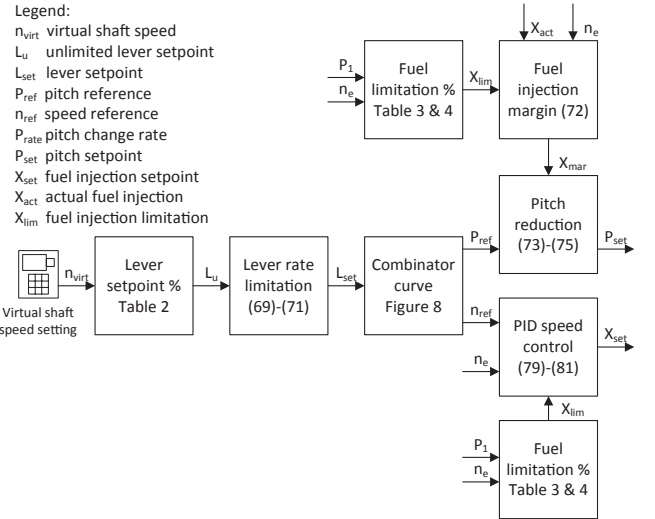 Legend:
n_virt virtual shaft speed
L_u unlimited lever setpoint
L_set lever setpoint
P_ref pitch reference
n_ref speed reference
P_rate pitch change rate
P_set pitch setpoint
X_set fuel injection setpoint
X_act actual fuel injection
X_lim fuel injection limitation
X_act
n_e
P_1
n_e
Fuel
limitation %
Table 3 & 4
X_lim
Fuel
injection
margin (72)
X_mar
Pitch
reduction
(73)-(75)
P_ref
P_set
Virtual shaft
speed setting
n_virt
Lever
setpoint %
Table 2
L_u
Lever rate
limitation
(69)-(71)
L_set
Combinator
curve
Figure 8
n_ref
n_e
PID speed
control
(79)-(81)
X_set
X_lim
P_1
n_e
Fuel
limitation %
Table 3 & 4